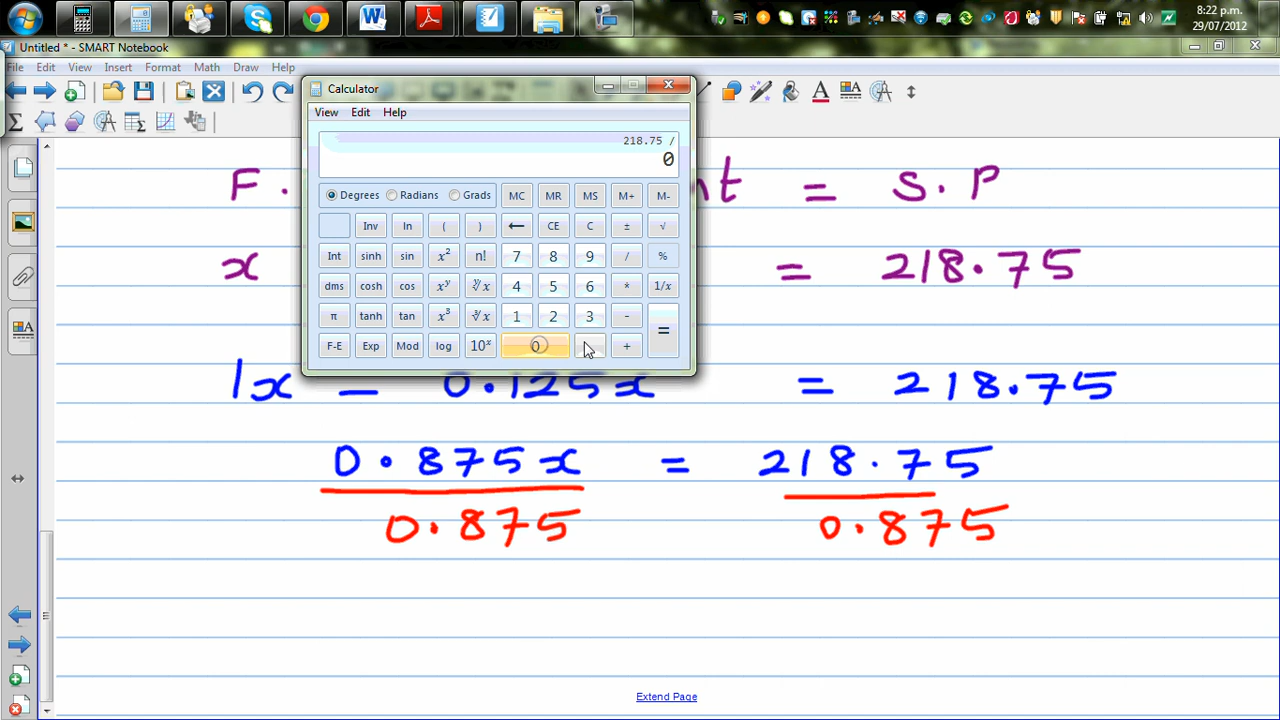 8:22 p.m.
29/07/2012
Untitled * - SMART Notebook
File Edit View Insert Format Math Draw Help
Calculator
View Edit Help
218.75 /
0
Degrees Radians Grads MC MR MS M+ M-
Inv ln ( ) ← CE C ± √
Int sinh sin x² n! 7 8 9 / %
dms cosh cos xʸ ʸ√x 4 5 6 * 1/x
π tanh tan x³ ³√x 1 2 3 - =
F-E Exp Mod log 10ˣ 0 +
F. nt = S.P
x = 218.75
1x - 0.125x = 218.75
0.875x = 218.75
0.875 0.875
Extend Page